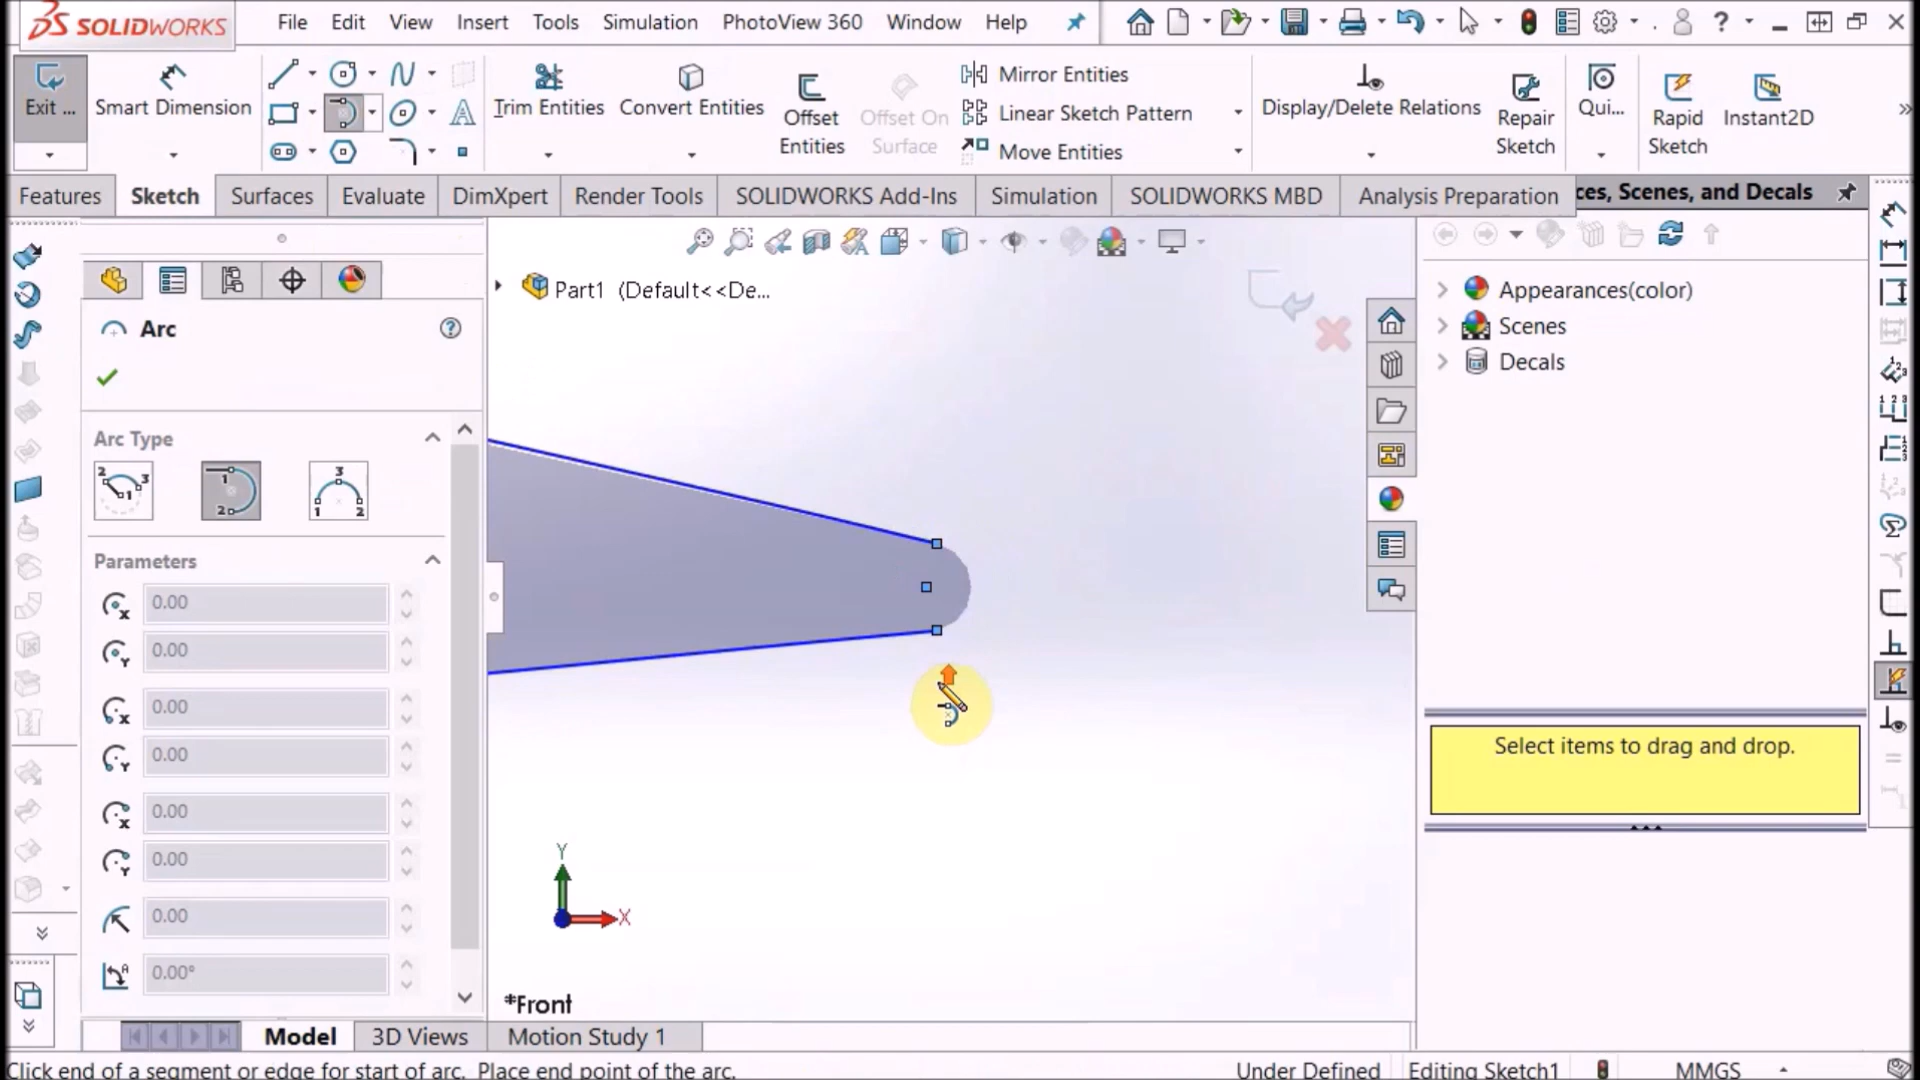 SOLIDWORKS
File Edit View Insert Tools Simulation PhotoView 360 Window Help
Exit ...
Smart Dimension
Trim Entities
Convert Entities
Offset Entities
Offset On Surface
Mirror Entities
Linear Sketch Pattern
Move Entities
Display/Delete Relations
Repair Sketch
Qui...
Rapid Sketch
Instant2D
Features Sketch Surfaces Evaluate DimXpert Render Tools SOLIDWORKS Add-Ins Simulation SOLIDWORKS MBD Analysis Preparation
ces, Scenes, and Decals
Part1 (Default<<De...
Arc
Arc Type
Parameters
0.00
0.00
0.00
0.00
0.00
0.00
0.00
0.00°
Appearances(color)
Scenes
Decals
Select items to drag and drop.
Y
X
*Front
Model 3D Views Motion Study 1
Click end of a segment or edge for start of arc. Place end point of the arc.
Under Defined Editing Sketch1 MMGS